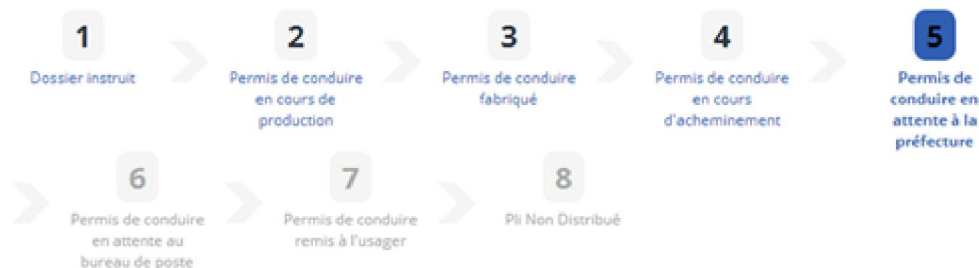 1
2
3
4
5
Dossier instruit
Permis de conduire
en cours de
production
Permis de conduire
fabriqué
Permis de conduire
en cours
d'acheminement
Permis de
conduire en
attente à la
préfecture
6
7
8
Permis de conduire
en attente au
bureau de poste
Permis de conduire
remis à l'usager
Pli Non Distribué